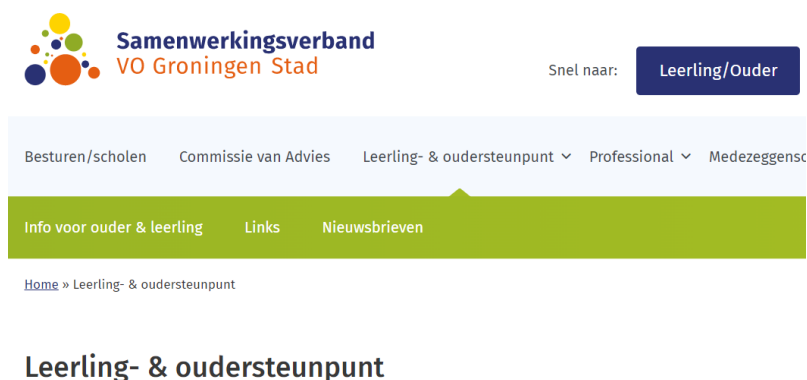 Samenwerkingsverband
VO Groningen Stad
Snel naar: Leerling/Ouder
Besturen/scholen Commissie van Advies Leerling- & oudersteunpunt Professional
Info voor ouder & leerling Links Nieuwsbrieven
Home » Leerling- & oudersteunpunt
Leerling- & oudersteunpunt